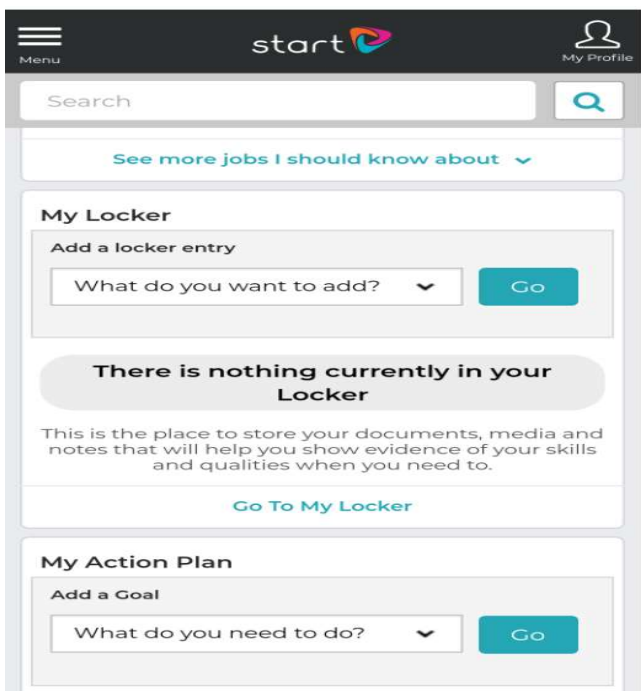 Menu
start
My Profile
Search
See more jobs I should know about
My Locker
Add a locker entry
What do you want to add?
Go
There is nothing currently in your
Locker
This is the place to store your documents, media and
notes that will help you show evidence of your skills
and qualities when you need to.
Go To My Locker
My Action Plan
Add a Goal
What do you need to do?
Go